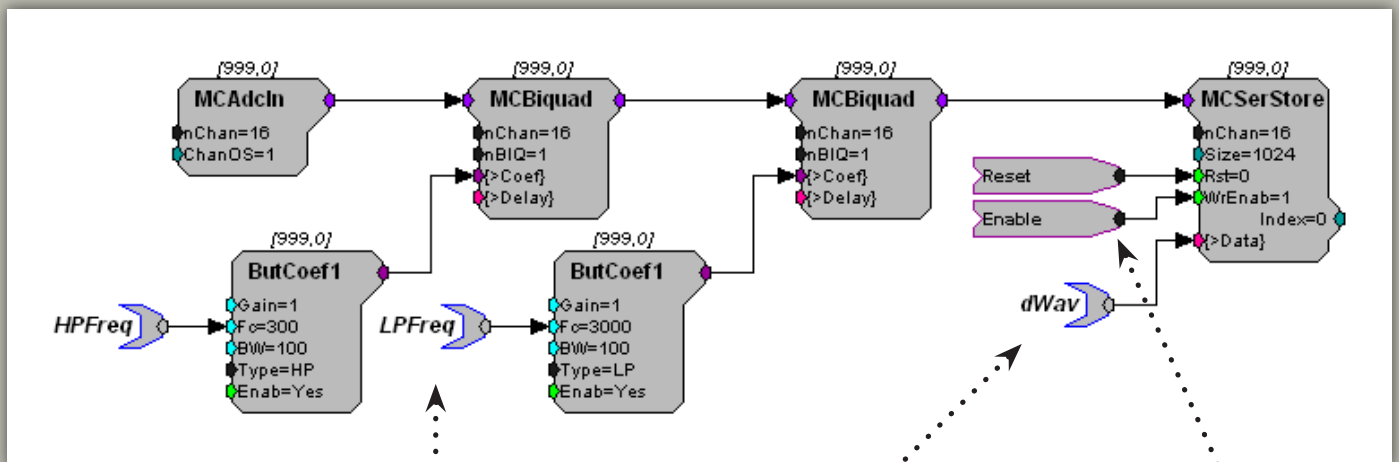 [999,0]
MCAdcIn
nChan=16
ChanOS=1
[999,0]
MCBiquad
nChan=16
nBIQ=1
{>Coef}
{>Delay}
[999,0]
MCBiquad
nChan=16
nBIQ=1
{>Coef}
{>Delay}
[999,0]
MCSerStore
nChan=16
Size=1024
Rst=0
WrEnab=1
Index=0
{>Data}
Reset
Enable
dWav
HPFreq
[999,0]
ButCoef1
Gain=1
Fc=300
BW=100
Type=HP
Enab=Yes
LPFreq
[999,0]
ButCoef1
Gain=1
Fc=3000
BW=100
Type=LP
Enab=Yes